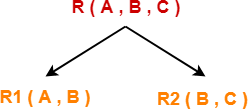 R ( A , B , C )
R1 ( A , B )
R2 ( B , C )